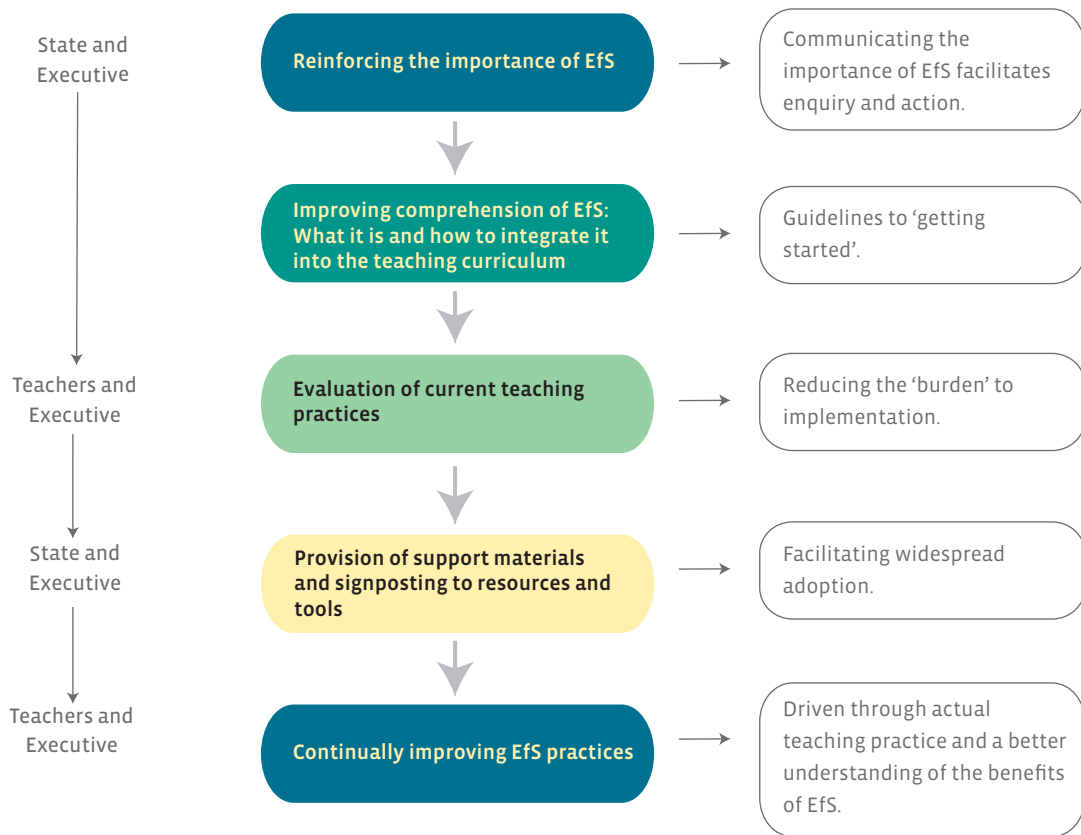 State and
Executive
Reinforcing the importance of EfS
Communicating the
importance of EfS facilitates
enquiry and action.
Improving comprehension of EfS:
What it is and how to integrate it
into the teaching curriculum
Guidelines to ‘getting
started’.
Teachers and
Executive
Evaluation of current teaching
practices
Reducing the ‘burden’ to
implementation.
State and
Executive
Provision of support materials
and signposting to resources and
tools
Facilitating widespread
adoption.
Teachers and
Executive
Continually improving EfS practices
Driven through actual
teaching practice and a better
understanding of the benefits
of EfS.